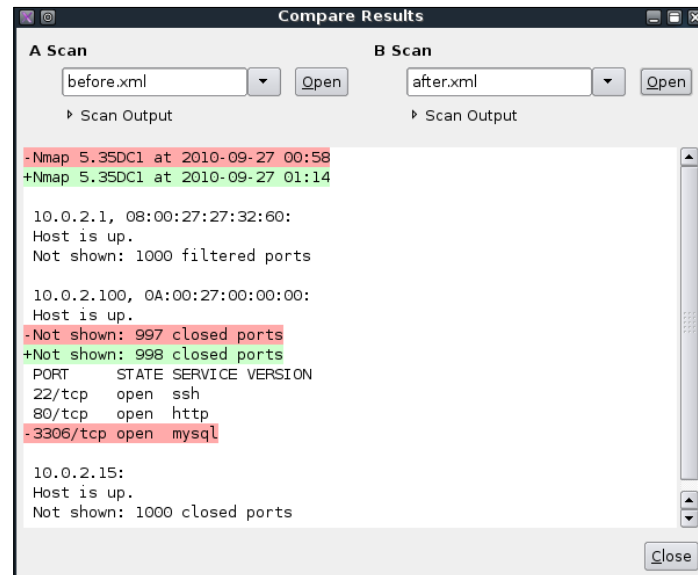 Compare Results
A Scan
B Scan
before.xml
Open
after.xml
Open
Scan Output
Scan Output
-Nmap 5.35DC1 at 2010-09-27 00:58
+Nmap 5.35DC1 at 2010-09-27 01:14
10.0.2.1, 08:00:27:27:32:60:
Host is up.
Not shown: 1000 filtered ports
10.0.2.100, 0A:00:27:00:00:00:
Host is up.
-Not shown: 997 closed ports
+Not shown: 998 closed ports
PORT STATE SERVICE VERSION
22/tcp open ssh
80/tcp open http
-3306/tcp open mysql
10.0.2.15:
Host is up.
Not shown: 1000 closed ports
Close